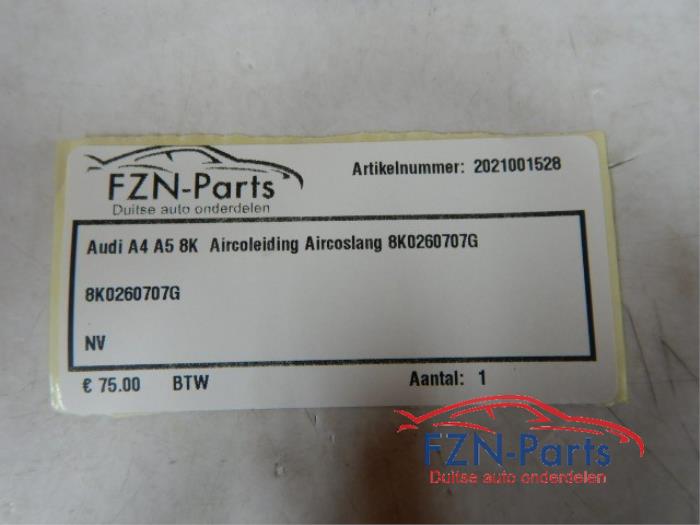 FZN-Parts
Duitse auto onderdelen
Artikelnummer: 2021001528
Audi A4 A5 8K Aircoleiding Aircoslang 8K0260707G
8K0260707G
NV
€ 75.00 BTW Aantal: 1
FZN-Parts
Duitse auto onderdelen